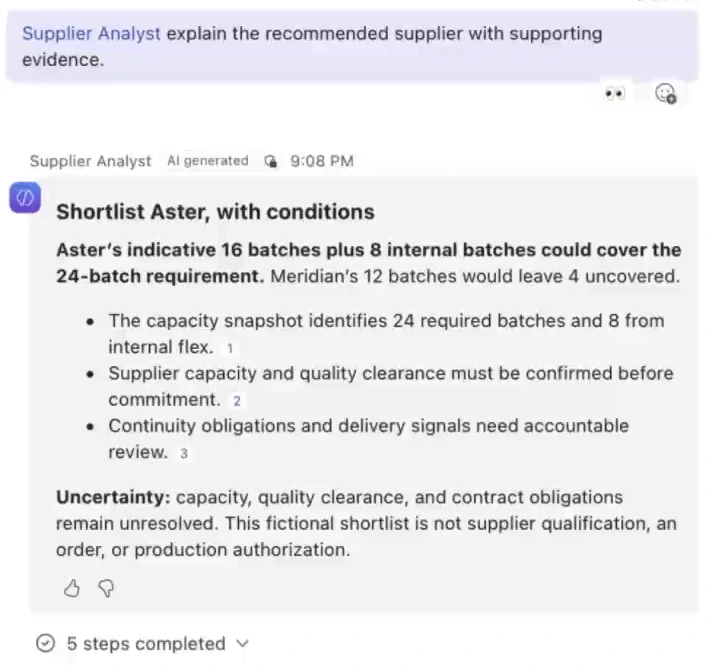 Supplier Analyst explain the recommended supplier with supporting
evidence.
Supplier Analyst AI generated 9:08 PM
Shortlist Aster, with conditions
Aster's indicative 16 batches plus 8 internal batches could cover the
24-batch requirement. Meridian's 12 batches would leave 4 uncovered.
• The capacity snapshot identifies 24 required batches and 8 from
internal flex. 1
• Supplier capacity and quality clearance must be confirmed before
commitment. 2
• Continuity obligations and delivery signals need accountable
review. 3
Uncertainty: capacity, quality clearance, and contract obligations
remain unresolved. This fictional shortlist is not supplier qualification, an
order, or production authorization.
5 steps completed